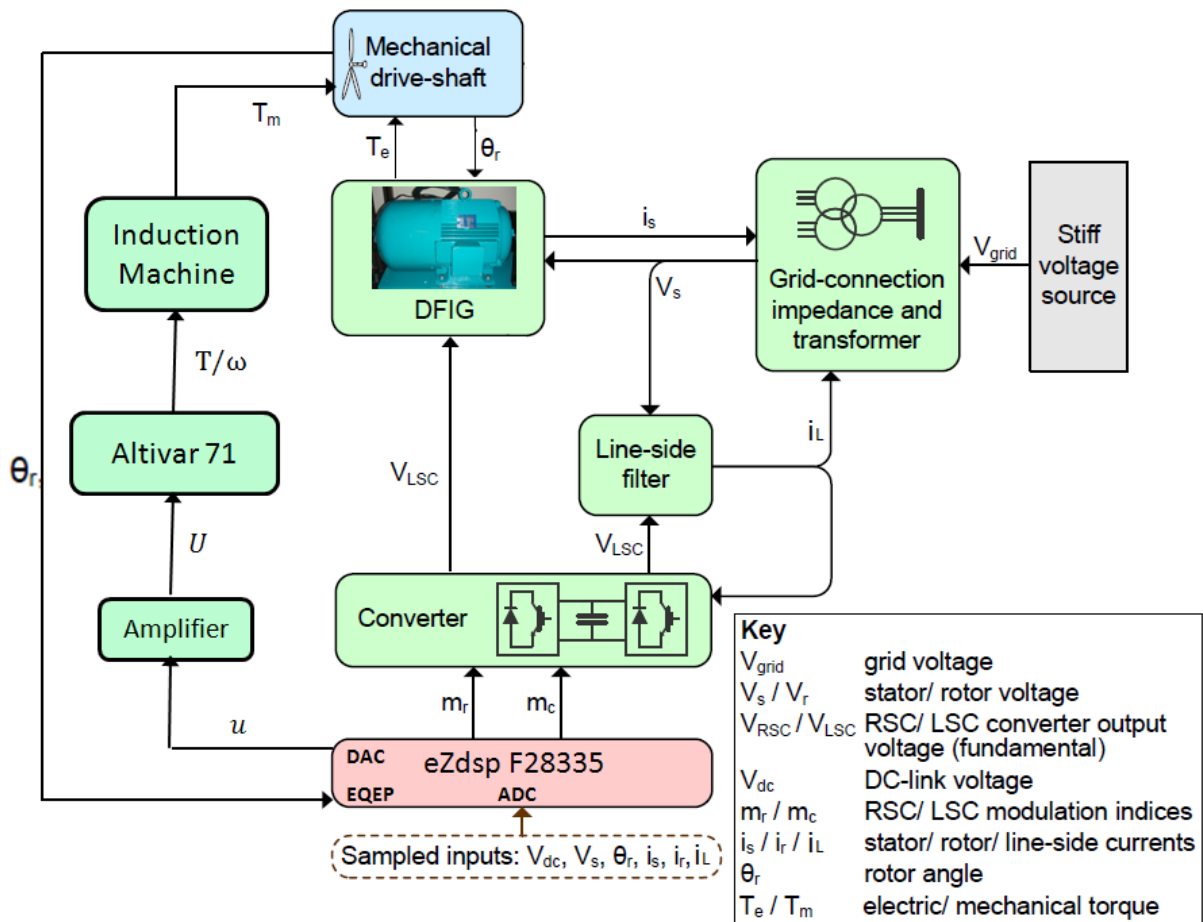 Mechanical
drive-shaft
Tm
Te
θr
Induction
Machine
is
Vgrid
Stiff
voltage
source
DFIG
Vs
Grid-connection
impedance and
transformer
T/ω
Altivar 71
θr,
VLSC
Line-side
filter
iL
U
VLSC
Amplifier
Converter
mr
mc
u
DAC
eZdsp F28335
EQEP
ADC
Sampled inputs: Vdc, Vs, θr, is, ir, iL
Key
Vgrid grid voltage
Vs / Vr stator/ rotor voltage
VRSC / VLSC RSC/ LSC converter output
voltage (fundamental)
Vdc DC-link voltage
mr / mc RSC/ LSC modulation indices
is / ir / iL stator/ rotor/ line-side currents
θr rotor angle
Te / Tm electric/ mechanical torque